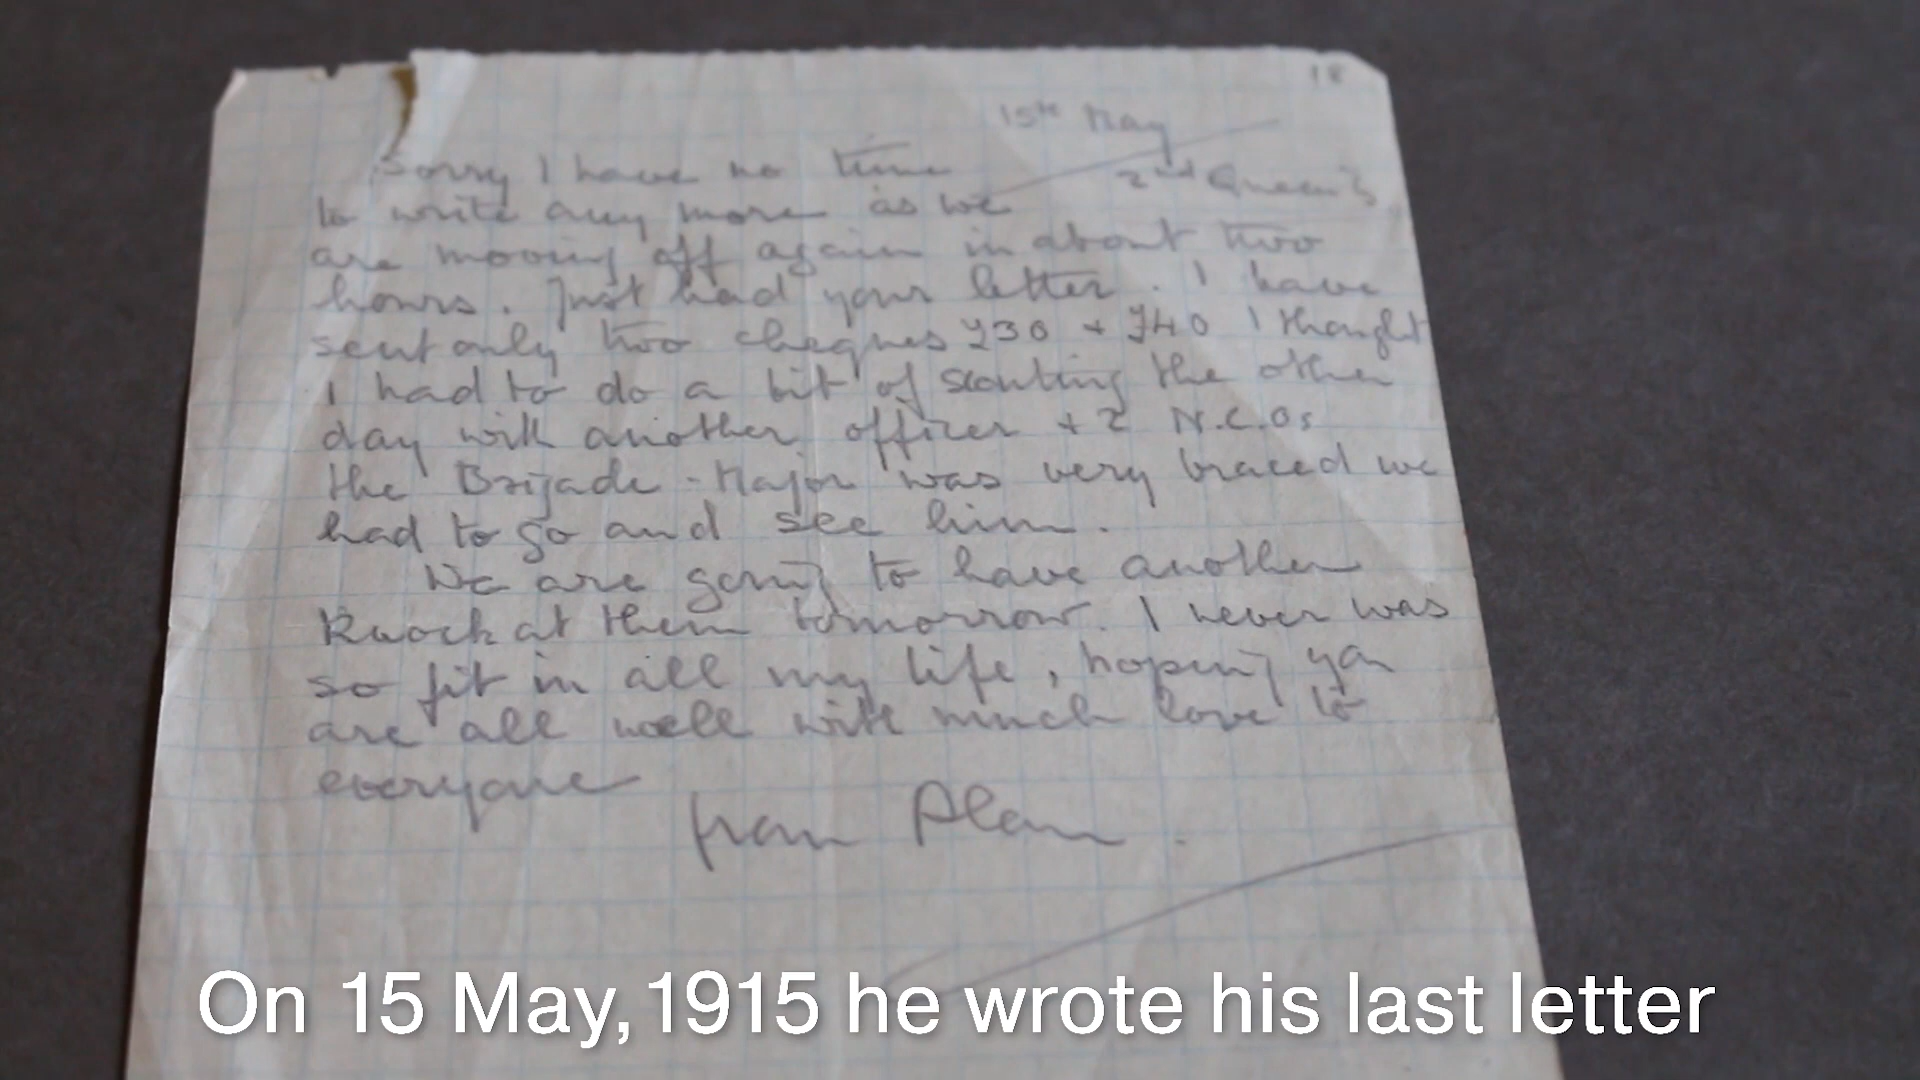 18
15th May
2nd Queen's
Sorry I have no time
to write any more as we
are moving off again in about two
hours. Just had your letter. I have
sent only two cheques £30 + £40 I thought
I had to do a bit of scouting the other
day with another officer + 2 N.C.Os
the Brigade-Major was very braced we
had to go and see him.
We are going to have another
Knock at them tomorrow. I never was
so fit in all my life, hoping you
are all well with much love to
everyone
from Alan.
On 15 May, 1915 he wrote his last letter